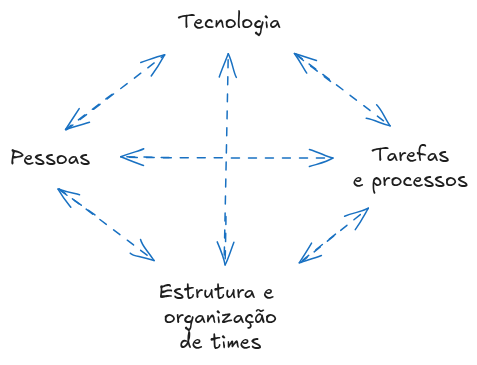 Tecnologia
Pessoas
Tarefas
e processos
Estrutura e
organização
de times